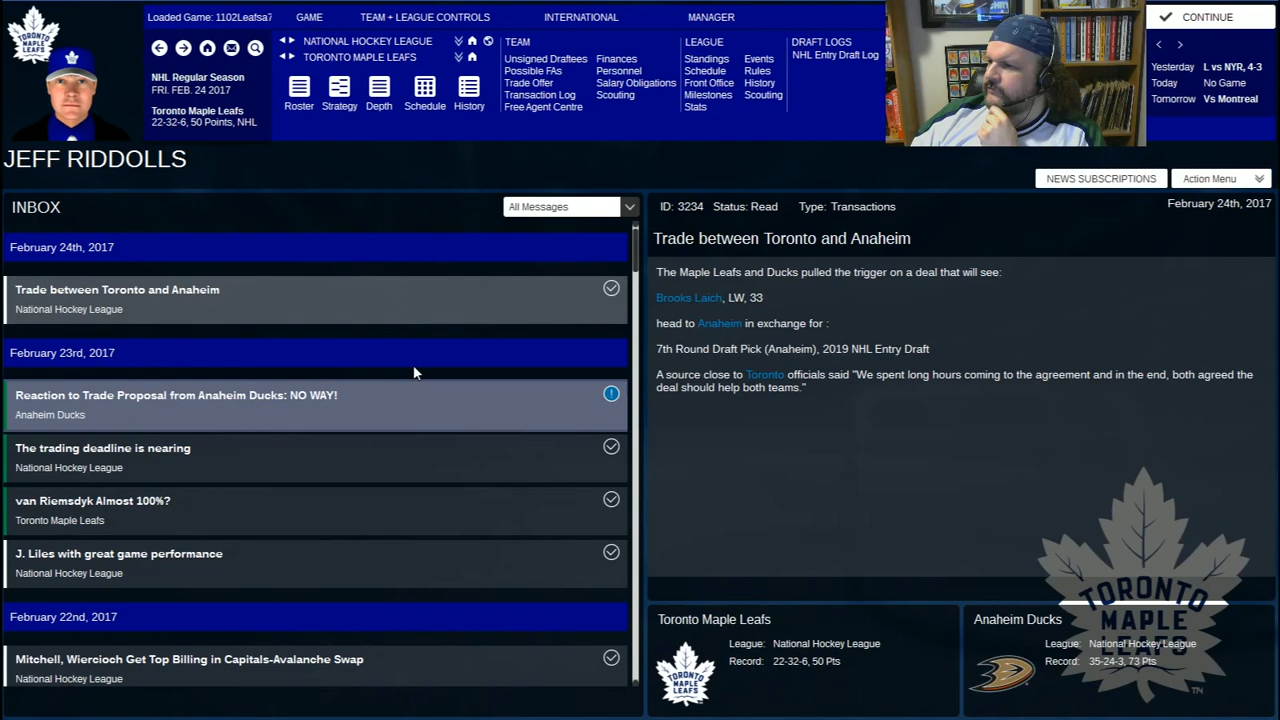 Loaded Game: 1102Leafsa7
GAME
TEAM + LEAGUE CONTROLS
INTERNATIONAL
MANAGER
CONTINUE
NHL Regular Season
FRI. FEB. 24 2017
Toronto Maple Leafs
22-32-6, 50 Points, NHL
NATIONAL HOCKEY LEAGUE
TORONTO MAPLE LEAFS
Roster
Strategy
Depth
Schedule
History
TEAM
Unsigned Draftees
Possible FAs
Trade Offer
Transaction Log
Free Agent Centre
Finances
Personnel
Salary Obligations
Scouting
LEAGUE
Standings
Schedule
Front Office
Milestones
Stats
Events
Rules
History
Scouting
DRAFT LOGS
NHL Entry Draft Log
Yesterday L vs NYR, 4-3
Today No Game
Tomorrow Vs Montreal
JEFF RIDDOLLS
NEWS SUBSCRIPTIONS
Action Menu
INBOX
All Messages
February 24th, 2017
Trade between Toronto and Anaheim
National Hockey League
February 23rd, 2017
Reaction to Trade Proposal from Anaheim Ducks: NO WAY!
Anaheim Ducks
The trading deadline is nearing
National Hockey League
van Riemsdyk Almost 100%?
Toronto Maple Leafs
J. Liles with great game performance
National Hockey League
February 22nd, 2017
Mitchell, Wiercioch Get Top Billing in Capitals-Avalanche Swap
National Hockey League
ID: 3234 Status: Read Type: Transactions
February 24th, 2017
Trade between Toronto and Anaheim
The Maple Leafs and Ducks pulled the trigger on a deal that will see:
Brooks Laich, LW, 33
head to Anaheim in exchange for :
7th Round Draft Pick (Anaheim), 2019 NHL Entry Draft
A source close to Toronto officials said "We spent long hours coming to the agreement and in the end, both agreed the
deal should help both teams."
Toronto Maple Leafs
League: National Hockey League
Record: 22-32-6, 50 Pts
Anaheim Ducks
League: National Hockey League
Record: 35-24-3, 73 Pts
TORONTO
MAPLE
LEAFS
TM